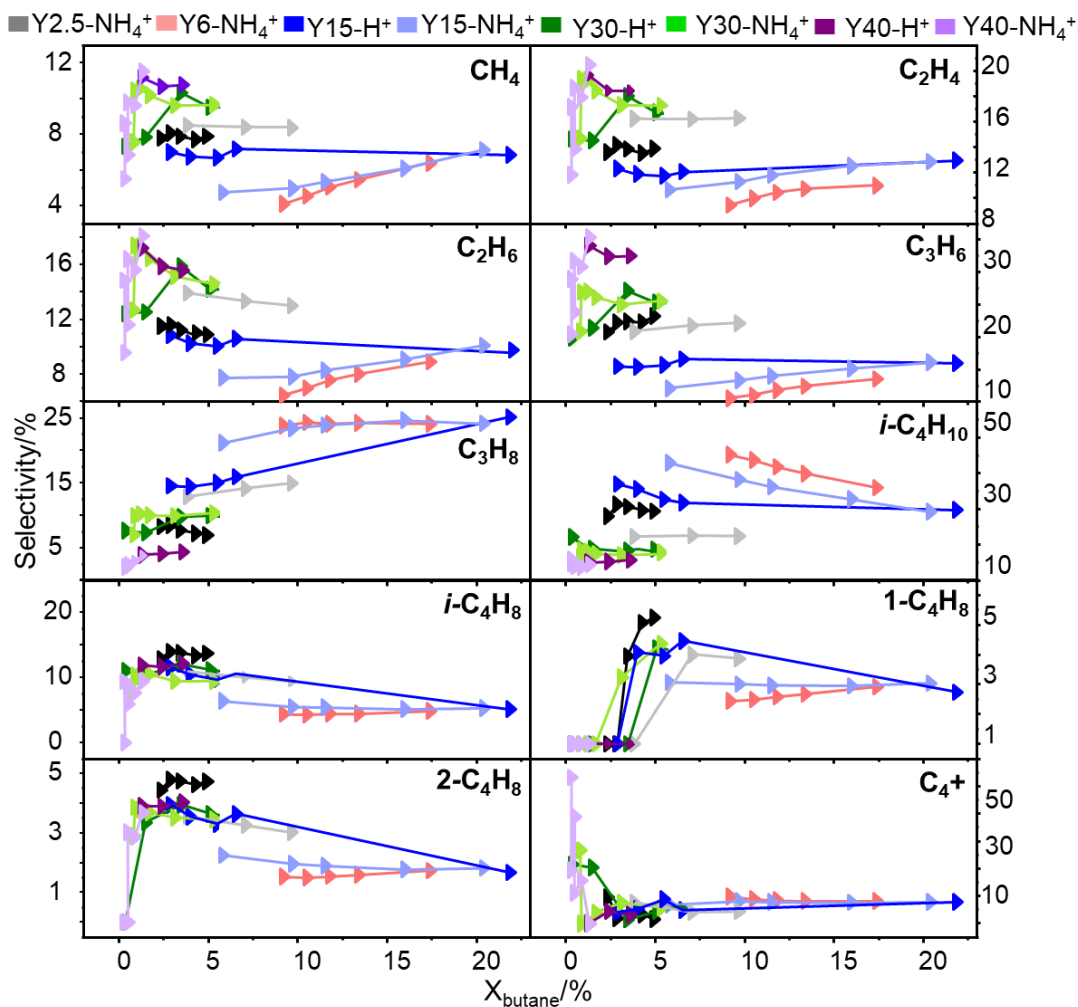 Y2.5-NH₄⁺ Y6-NH₄⁺ Y15-H⁺ Y15-NH₄⁺ Y30-H⁺ Y30-NH₄⁺ Y40-H⁺ Y40-NH₄⁺
12 CH₄ C₂H₄ 20
8 16
12
4 8
16 C₂H₆ C₃H₆ 30
12 20
8 10
25 C₃H₈ i-C₄H₁₀ 50
15 30
5 10
20 i-C₄H₈ 1-C₄H₈ 5
10 3
0 1
5 2-C₄H₈ C₄+ 50
3 30
1 10
0 5 10 15 20 0 5 10 15 20
Selectivity/%
X_butane/%